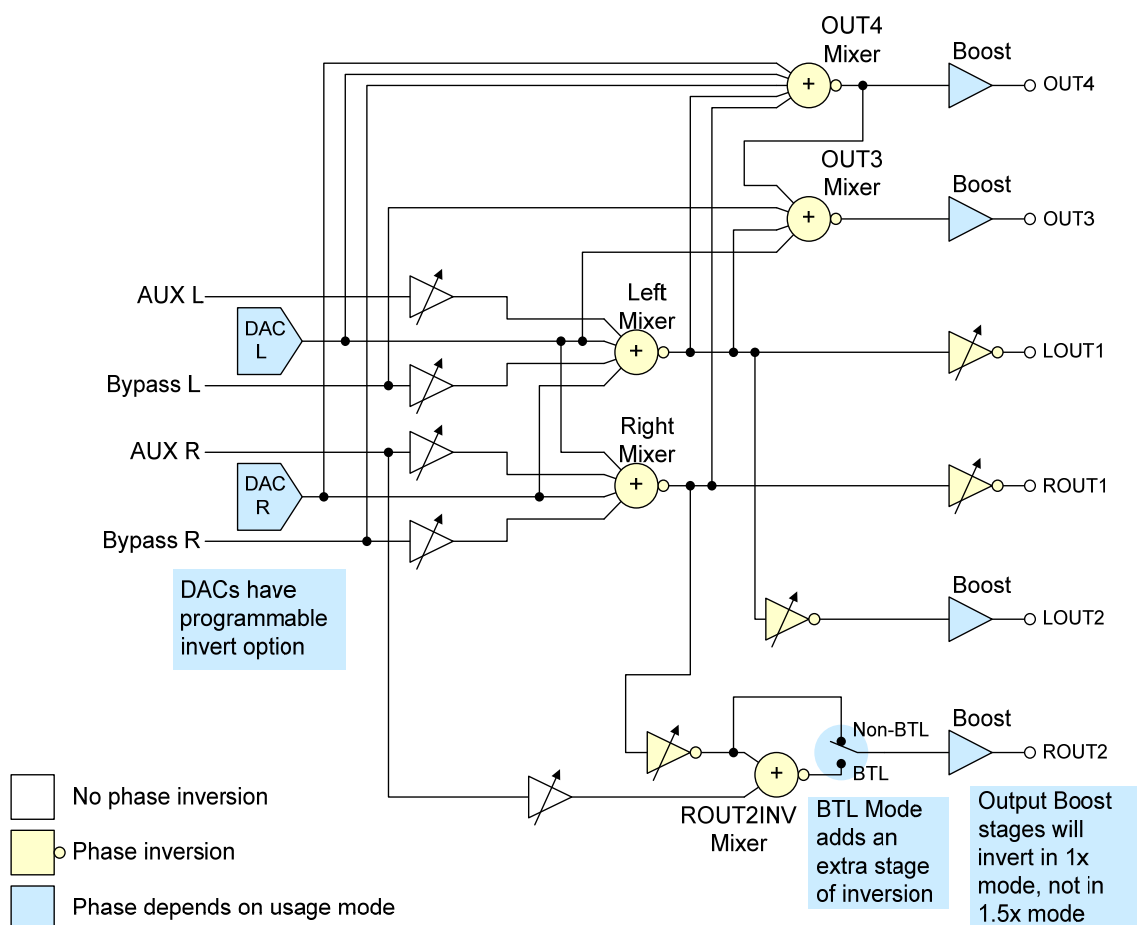 OUT4
Mixer
Boost
+
OUT4
OUT3
Mixer
Boost
+
OUT3
AUX L
DAC
L
Left
Mixer
+
LOUT1
Bypass L
AUX R
Right
Mixer
DAC
R
+
ROUT1
Bypass R
DACs have
programmable
invert option
Boost
LOUT2
Boost
Non-BTL
ROUT2
+
BTL
ROUT2INV
Mixer
BTL Mode
adds an
extra stage
of inversion
Output Boost
stages will
invert in 1x
mode, not in
1.5x mode
No phase inversion
Phase inversion
Phase depends on usage mode